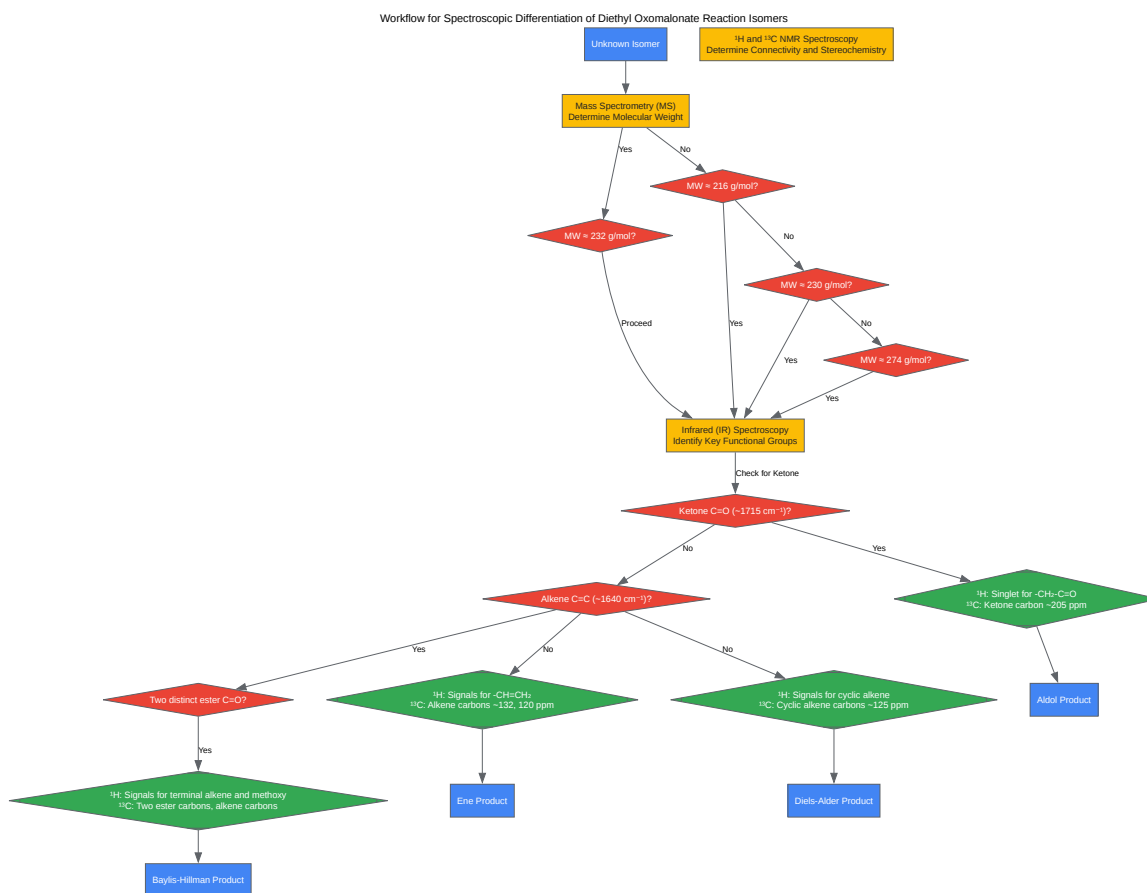 Workflow for Spectroscopic Differentiation of Diethyl Oxomalonate Reaction Isomers
Unknown Isomer
¹H and ¹³C NMR Spectroscopy
Determine Connectivity and Stereochemistry
Mass Spectrometry (MS)
Determine Molecular Weight
Yes
No
MW ≈ 216 g/mol?
MW ≈ 232 g/mol?
No
MW ≈ 230 g/mol?
Proceed
Yes
No
Yes
MW ≈ 274 g/mol?
Yes
Infrared (IR) Spectroscopy
Identify Key Functional Groups
Check for Ketone
Ketone C=O (~1715 cm⁻¹)?
No
Yes
Alkene C=C (~1640 cm⁻¹)?
¹H: Singlet for -CH₂-C=O
¹³C: Ketone carbon ~205 ppm
Yes
No
No
Two distinct ester C=O?
¹H: Signals for -CH=CH₂
¹³C: Alkene carbons ~132, 120 ppm
¹H: Signals for cyclic alkene
¹³C: Cyclic alkene carbons ~125 ppm
Aldol Product
Yes
¹H: Signals for terminal alkene and methoxy
¹³C: Two ester carbons, alkene carbons
Ene Product
Diels-Alder Product
Baylis-Hillman Product